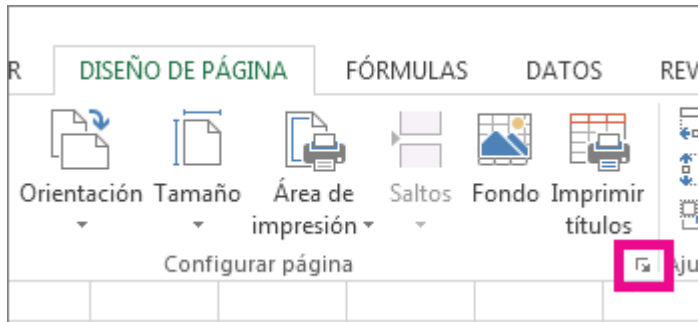 R DISEÑO DE PÁGINA FÓRMULAS DATOS REV
Orientación Tamaño Área de Saltos Fondo Imprimir
impresión títulos
Configurar página Aju